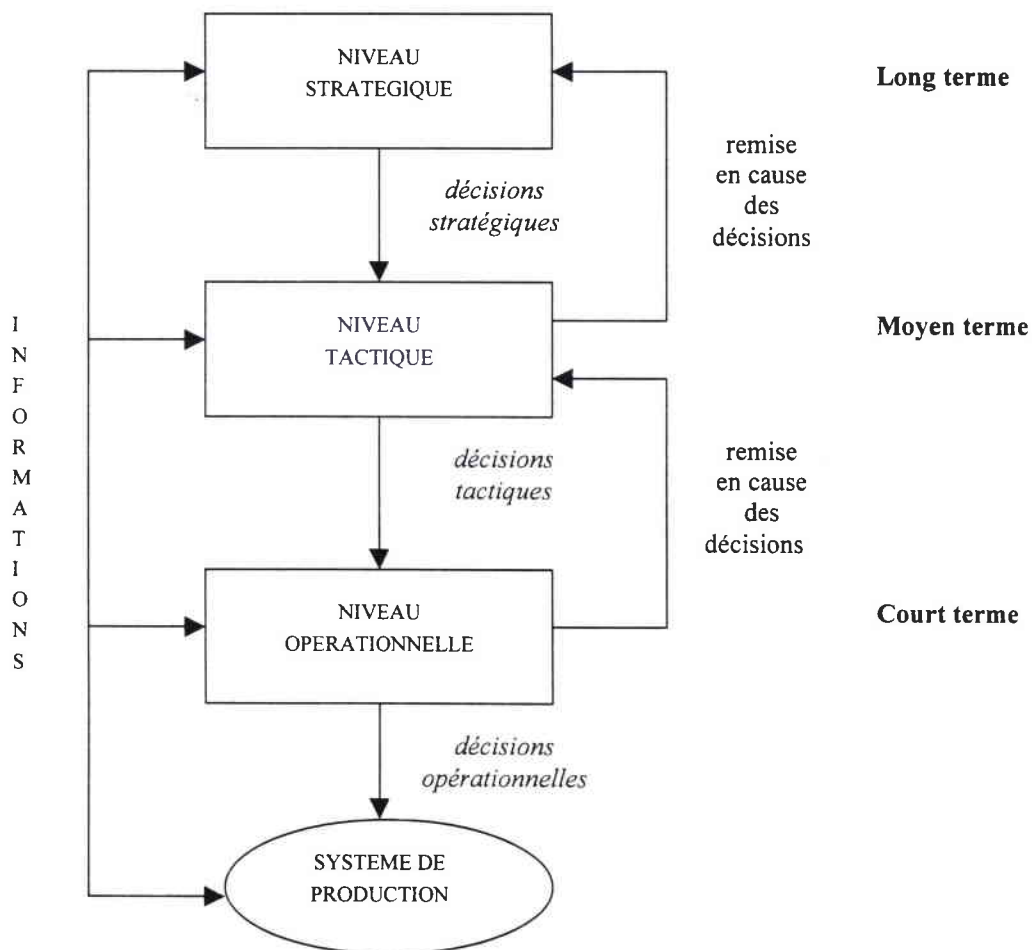 NIVEAU
STRATEGIQUE
Long terme
remise
en cause
des
décisions
décisions
stratégiques
INFORMATIONS
NIVEAU
TACTIQUE
Moyen terme
décisions
tactiques
remise
en cause
des
décisions
NIVEAU
OPERATIONNELLE
Court terme
décisions
opérationnelles
SYSTEME DE
PRODUCTION